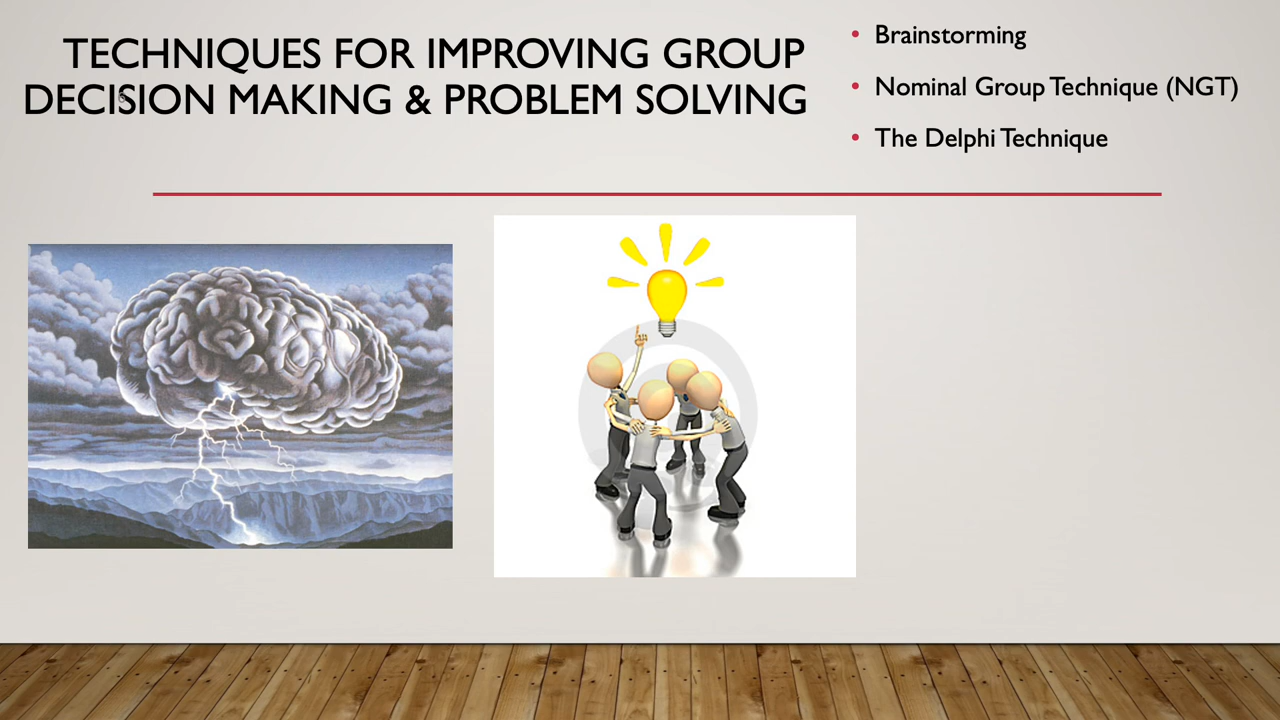 TECHNIQUES FOR IMPROVING GROUP
DECISION MAKING & PROBLEM SOLVING
• Brainstorming
• Nominal Group Technique (NGT)
• The Delphi Technique